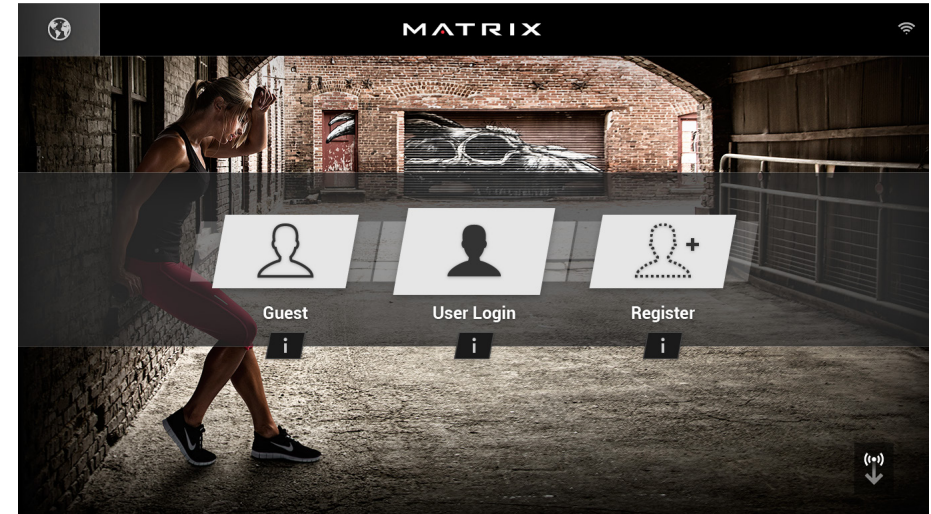 MATRIX
Guest
User Login
Register
i
i
i